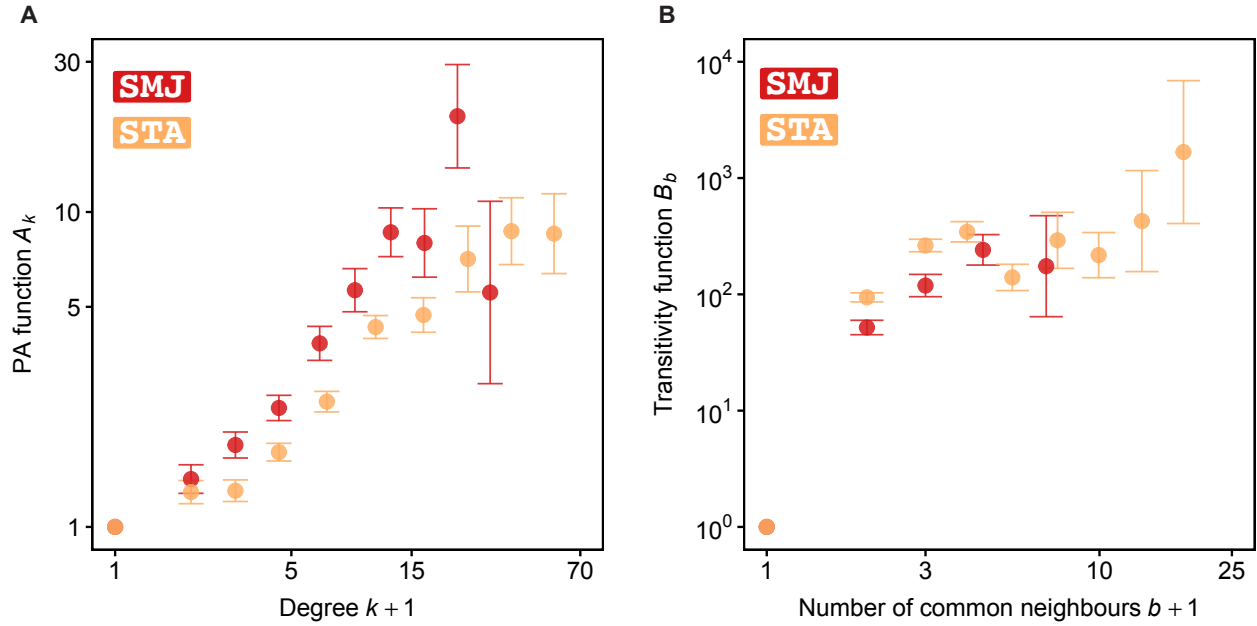 A
30
10
5
1
PA function A_k
SMJ
STA
1
5
15
70
Degree k + 1
B
10^4
10^3
10^2
10^1
10^0
Transitivity function B_b
SMJ
STA
1
3
10
25
Number of common neighbours b + 1